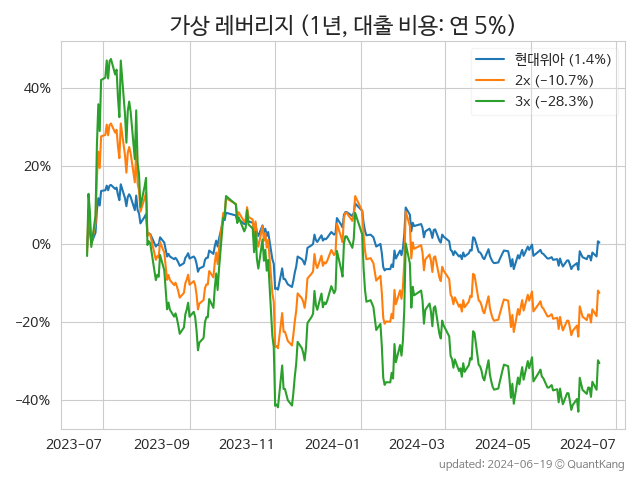 가상 레버리지 (1년, 대출 비용: 연 5%)
현대위아 (1.4%)
2x (−10.7%)
3x (−28.3%)
40%
20%
0%
−20%
−40%
2023−07 2023−09 2023−11 2024−01 2024−03 2024−05 2024−07
updated: 2024-06-19 © QuantKang